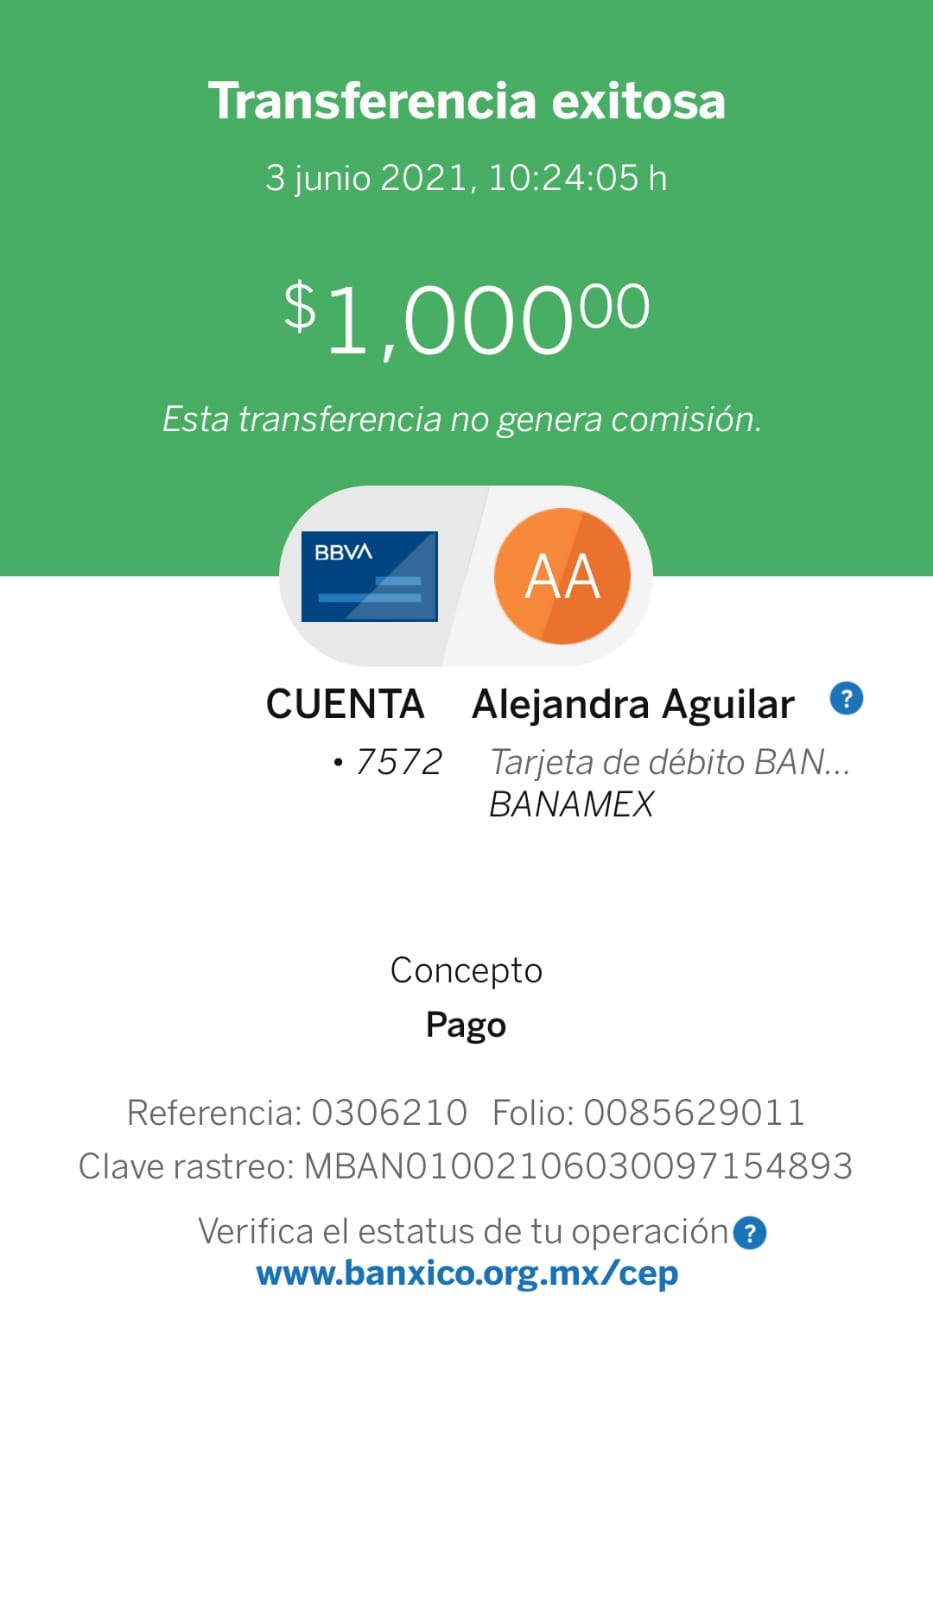 Transferencia exitosa
3 junio 2021, 10:24:05 h
$1,00000
Esta transferencia no genera comisión.
BBVA
AA
CUENTA Alejandra Aguilar ?
• 7572 Tarjeta de débito BAN...
BANAMEX
Concepto
Pago
Referencia: 0306210 Folio: 0085629011
Clave rastreo: MBAN01002106030097154893
Verifica el estatus de tu operación ?
www.banxico.org.mx/cep